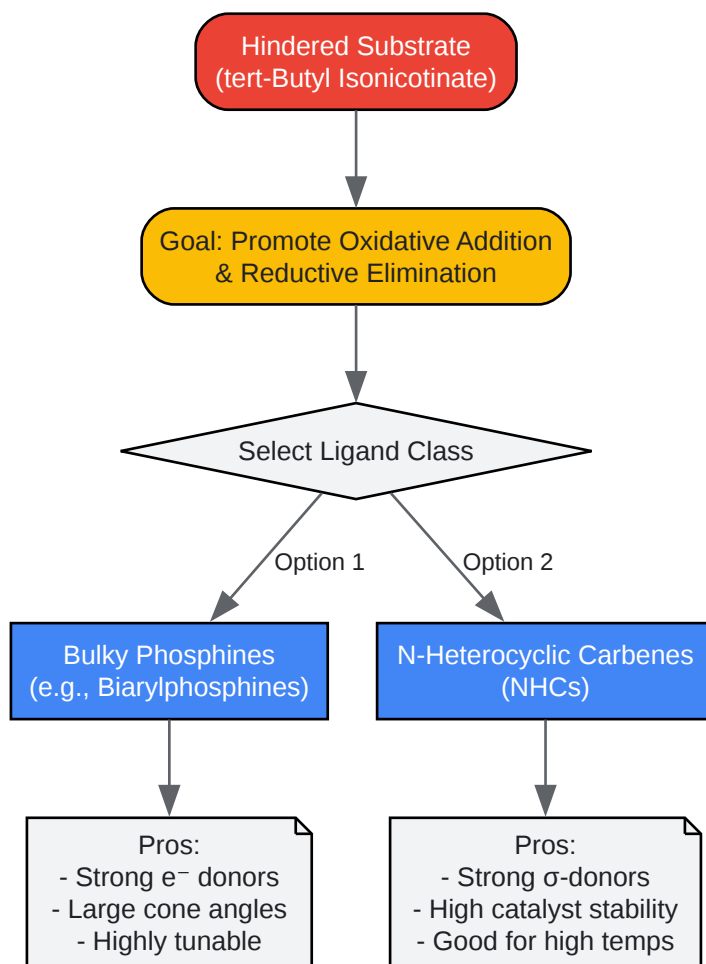 Hindered Substrate
(tert-Butyl Isonicotinate)
Goal: Promote Oxidative Addition
& Reductive Elimination
Select Ligand Class
Option 1
Option 2
Bulky Phosphines
(e.g., Biarylphosphines)
N-Heterocyclic Carbenes
(NHCs)
Pros:
- Strong e⁻ donors
- Large cone angles
- Highly tunable
Pros:
- Strong σ-donors
- High catalyst stability
- Good for high temps